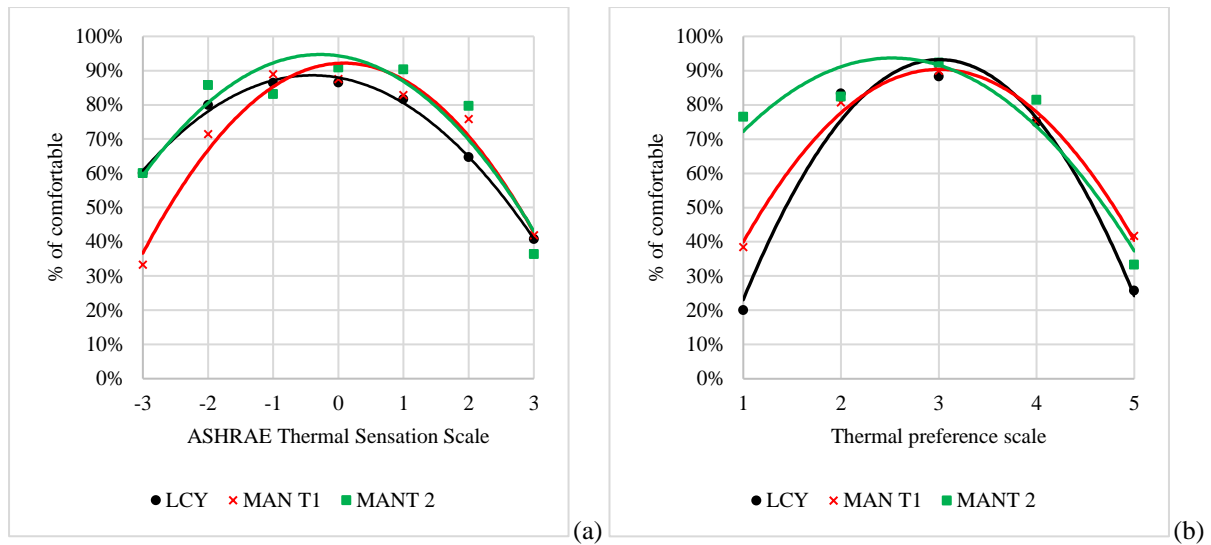 100%
90%
80%
70%
60%
50%
40%
30%
20%
10%
0%
% of comfortable
-3 -2 -1 0 1 2 3
ASHRAE Thermal Sensation Scale
LCY MAN T1 MANT 2
(a)
100%
90%
80%
70%
60%
50%
40%
30%
20%
10%
0%
% of comfortable
1 2 3 4 5
Thermal preference scale
LCY MAN T1 MANT 2
(b)